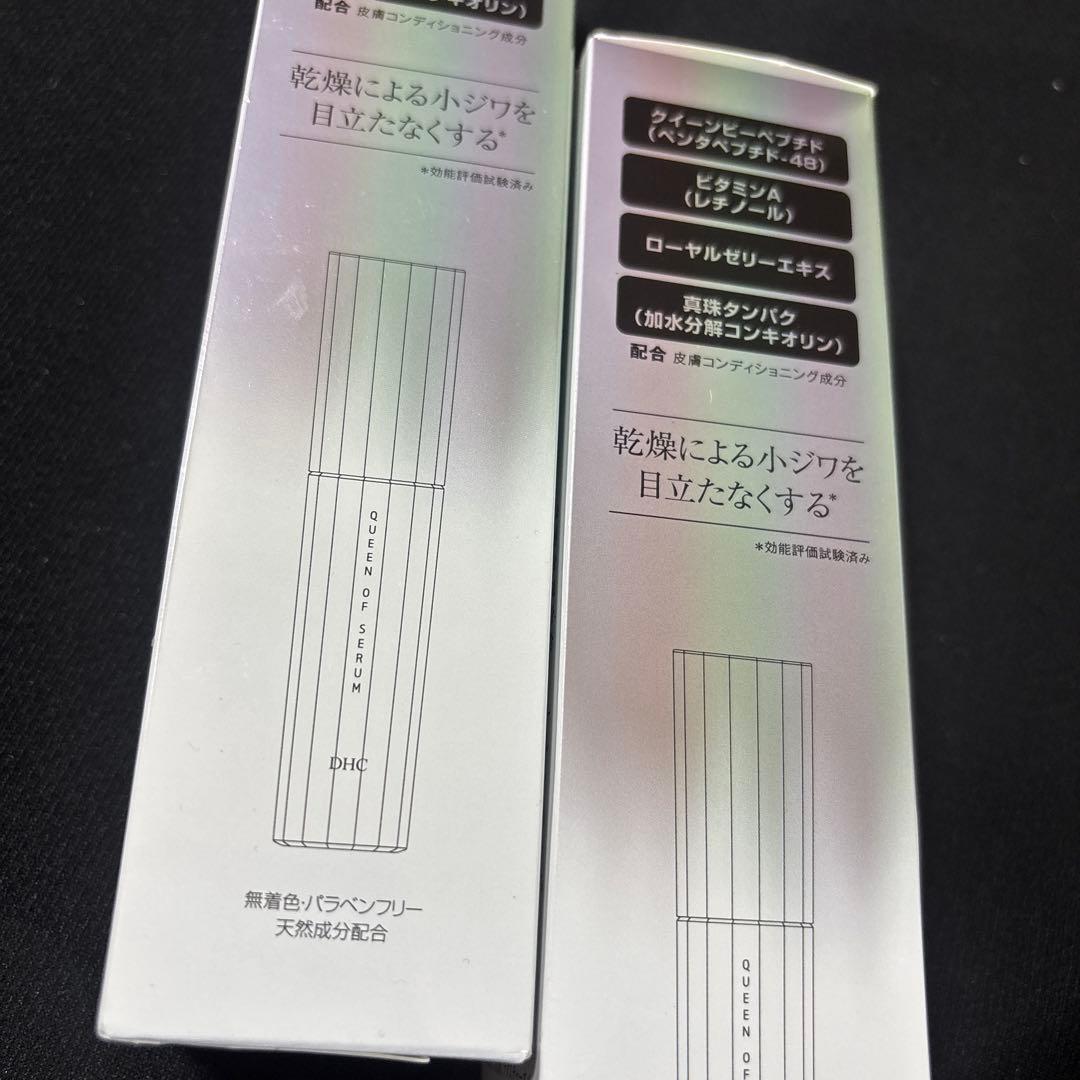 キオリン)
配合 皮膚コンディショニング成分
乾燥による小ジワを
目立たなくする*
*効能評価試験済み
QUEEN OF SERUM
DHC
無着色・パラベンフリー
天然成分配合
クイーンビーペプチド
(ペンタペプチド-48)
ビタミンA
(レチノール)
ローヤルゼリーエキス
真珠タンパク
(加水分解コンキオリン)
配合 皮膚コンディショニング成分
乾燥による小ジワを
目立たなくする*
*効能評価試験済み
QUEEN OF